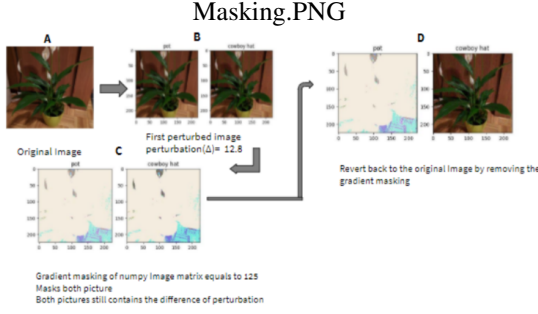 Masking.PNG
A
B
D
pot
cowboy hat
pot
cowboy hat
First perturbed image
perturbation(Δ)= 12.8
Original Image
C
pot
cowboy hat
Revert back to the original Image by removing the
gradient masking
Gradient masking of numpy Image matrix equals to 125
Masks both picture
Both pictures still contains the difference of perturbation